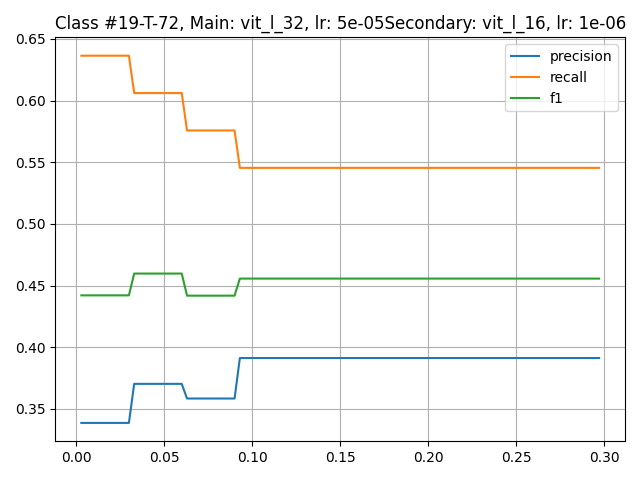 Class #19-T-72, Main: vit_l_32, lr: 5e-05Secondary: vit_l_16, lr: 1e-06
0.65
0.60
0.55
0.50
0.45
0.40
0.35
precision
recall
f1
0.00 0.05 0.10 0.15 0.20 0.25 0.30